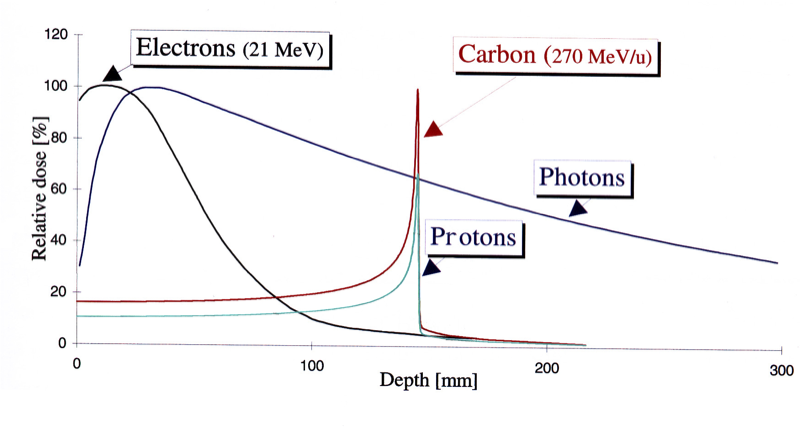 120
Electrons (21 MeV)
Carbon (270 MeV/u)
100
80
Photons
60
Protons
40
20
0
0
100
200
300
Relative dose [%]
Depth [mm]